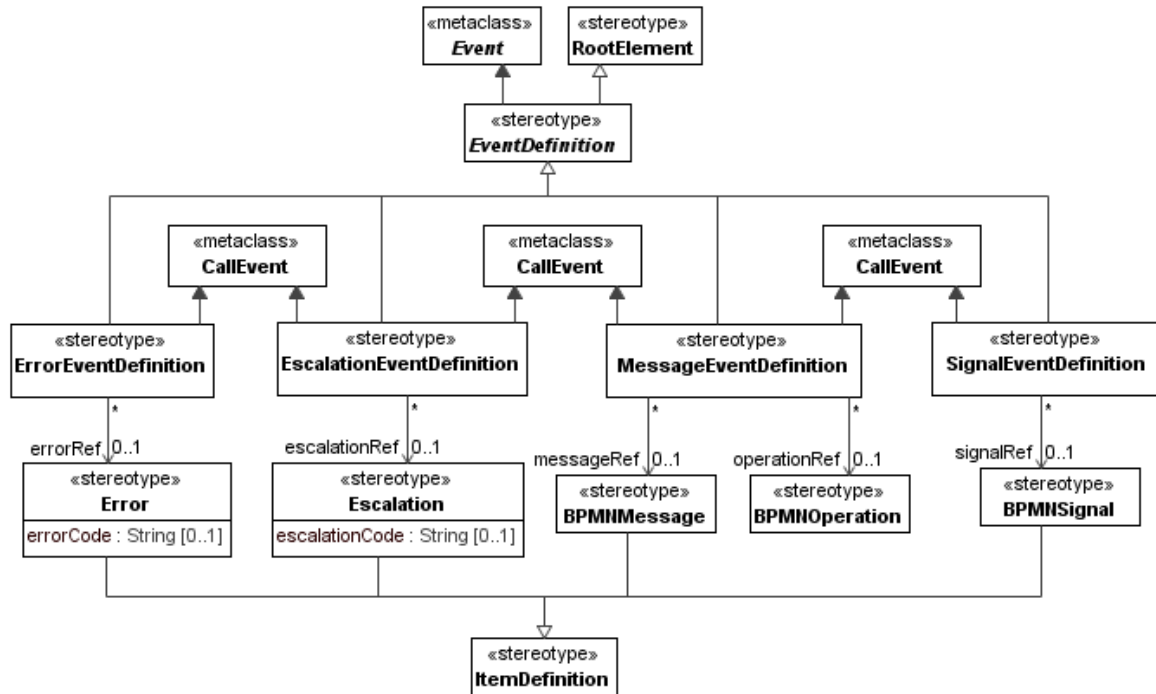 «metaclass»
Event
«stereotype»
RootElement
«stereotype»
EventDefinition
«metaclass»
CallEvent
«metaclass»
CallEvent
«metaclass»
CallEvent
«stereotype»
ErrorEventDefinition
«stereotype»
EscalationEventDefinition
«stereotype»
MessageEventDefinition
«stereotype»
SignalEventDefinition
*
*
*
*
*
errorRef 0..1
escalationRef 0..1
messageRef 0..1
operationRef 0..1
signalRef 0..1
«stereotype»
Error
errorCode : String [0..1]
«stereotype»
Escalation
escalationCode : String [0..1]
«stereotype»
BPMNMessage
«stereotype»
BPMNOperation
«stereotype»
BPMNSignal
«stereotype»
ItemDefinition